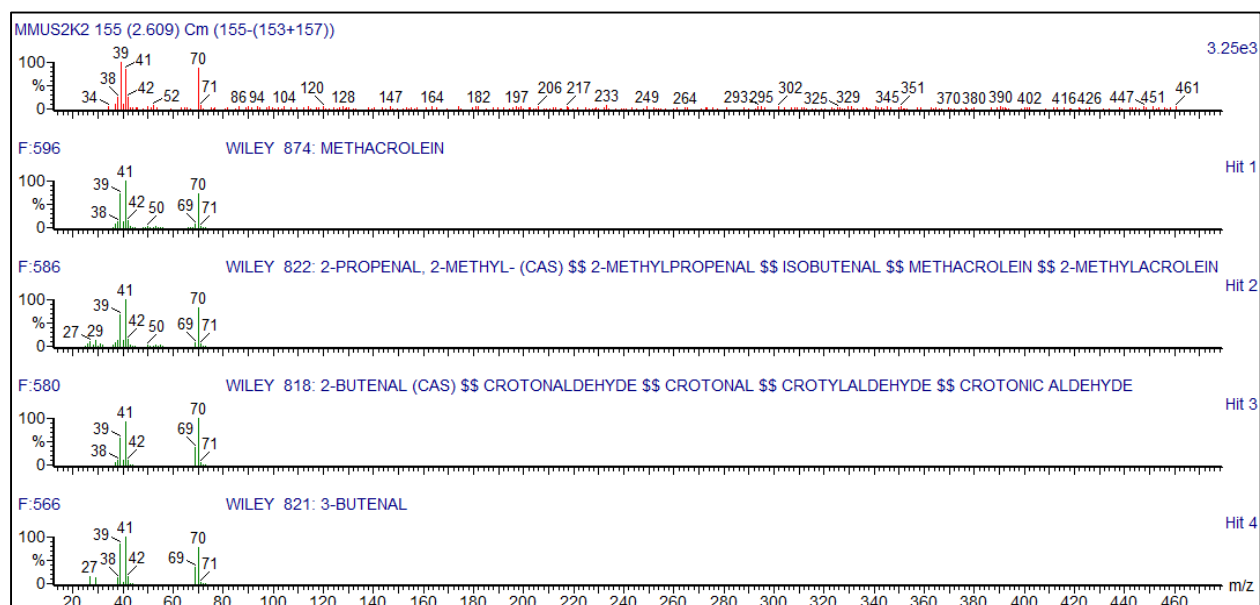 MMUS2K2 155 (2.609) Cm (155-(153+157))
3.25e3
100
%
0
34 38 39 41 42 52 70 71 86 94 104 120 128 147 164 182 197 206 217 233 249 264 293 295 302 325 329 345 351 370 380 390 402 416 426 447 451 461
F:596 WILEY 874: METHACROLEIN
Hit 1
100
%
0
38 39 41 42 50 69 70 71
F:586 WILEY 822: 2-PROPENAL, 2-METHYL- (CAS) $$ 2-METHYLPROPENAL $$ ISOBUTENAL $$ METHACROLEIN $$ 2-METHYLACROLEIN
Hit 2
100
%
0
27 29 39 41 42 50 69 70 71
F:580 WILEY 818: 2-BUTENAL (CAS) $$ CROTONALDEHYDE $$ CROTONAL $$ CROTYLALDEHYDE $$ CROTONIC ALDEHYDE
Hit 3
100
%
0
38 39 41 42 69 70 71
F:566 WILEY 821: 3-BUTENAL
Hit 4
100
%
0
27 38 39 41 42 69 70 71
m/z
20 40 60 80 100 120 140 160 180 200 220 240 260 280 300 320 340 360 380 400 420 440 460